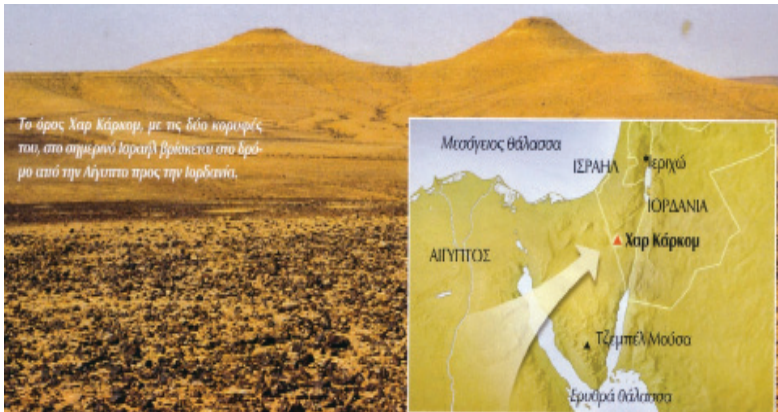 Το όρος Χαρ Κάρκομ, με τις δύο κορυφές
του, στο σημερινό Ισραήλ βρίσκεται στο δρό-
μο από την Αίγυπτο προς την Ιορδανία.
Μεσόγειος θάλασσα
ΙΣΡΑΗΛ
Ιεριχώ
ΙΟΡΔΑΝΙΑ
Χαρ Κάρκομ
ΑΙΓΥΠΤΟΣ
Τζεμπέλ Μούσα
Ερυθρά θάλασσα